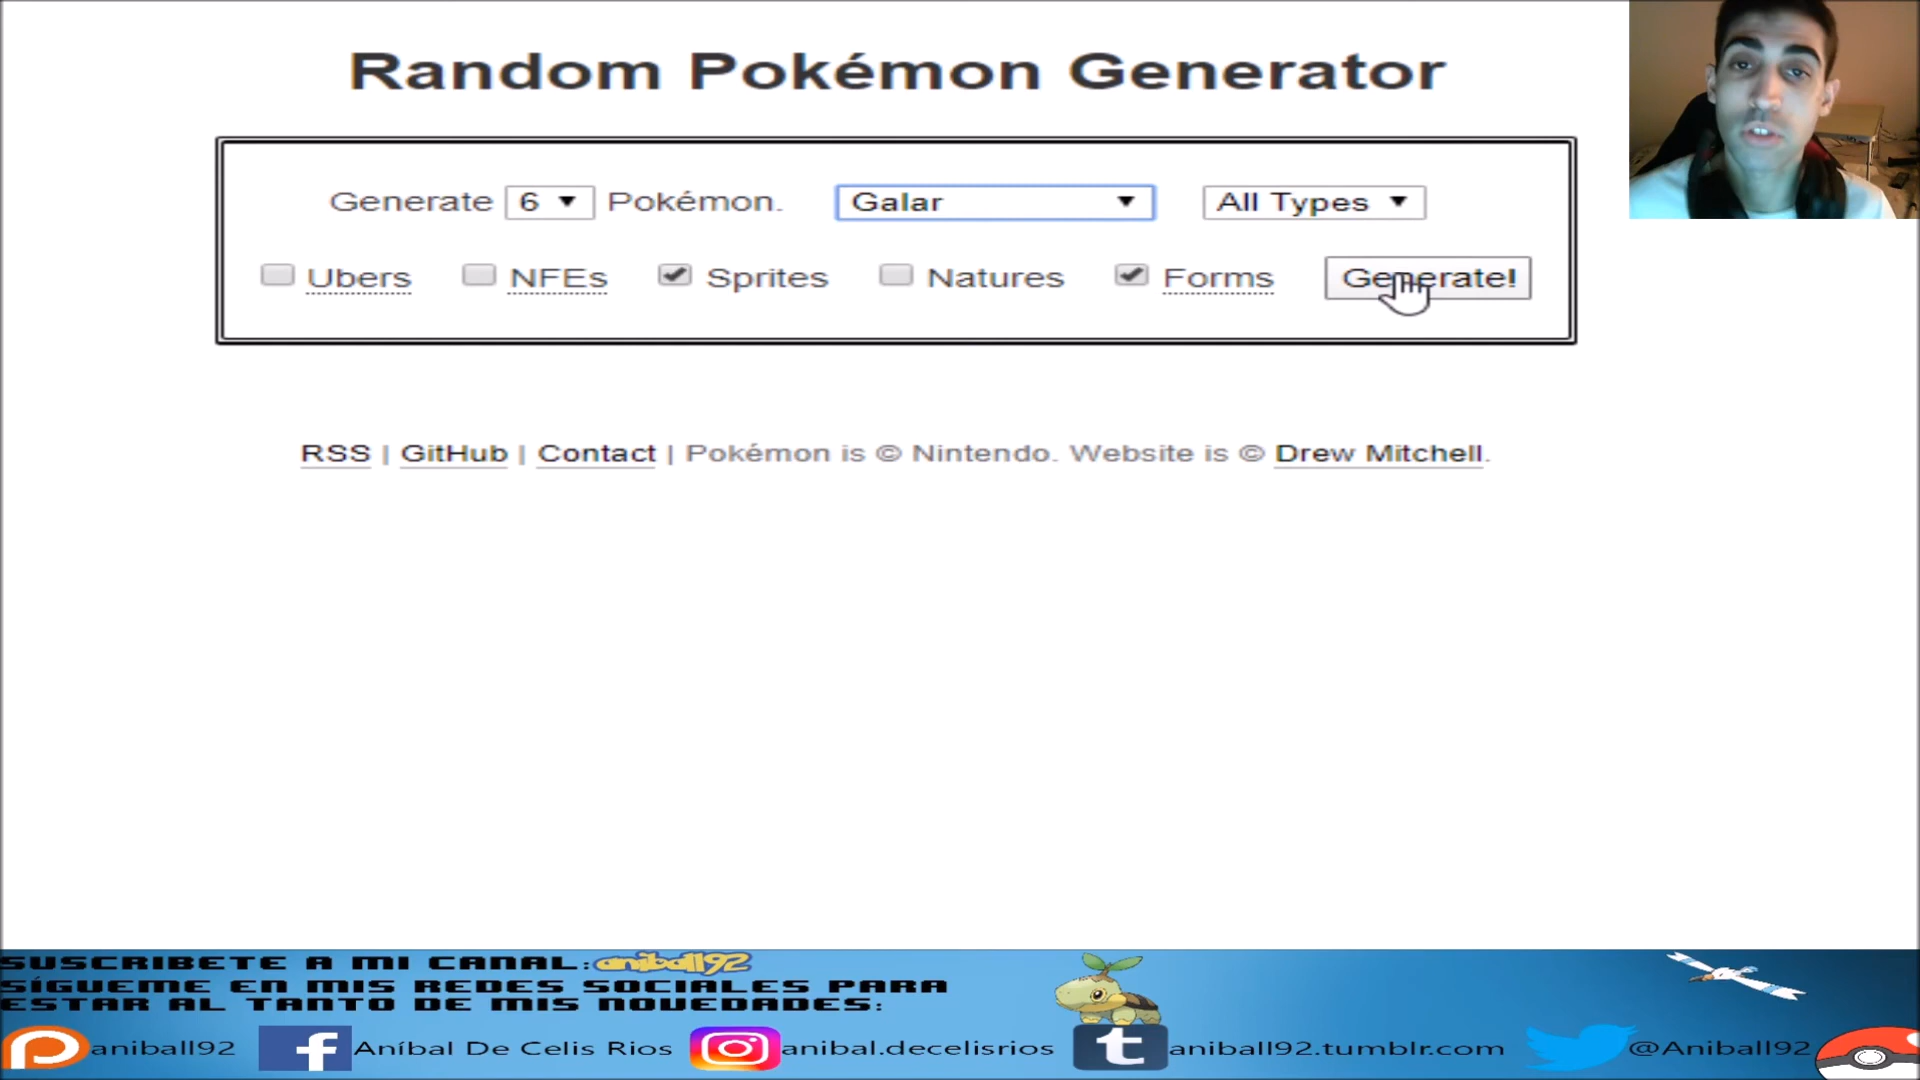 Random Pokémon Generator
Generate 6 Pokémon. Galar All Types
Ubers NFEs Sprites Natures Forms Generate!
RSS | GitHub | Contact | Pokémon is © Nintendo. Website is © Drew Mitchell.
SUSCRIBETE A MI CANAL: aniball92
SÍGUEME EN MIS REDES SOCIALES PARA
ESTAR AL TANTO DE MIS NOVEDADES:
aniball92 Aníbal De Celis Rios anibal.decelisrios aniball92.tumblr.com @Aniball92